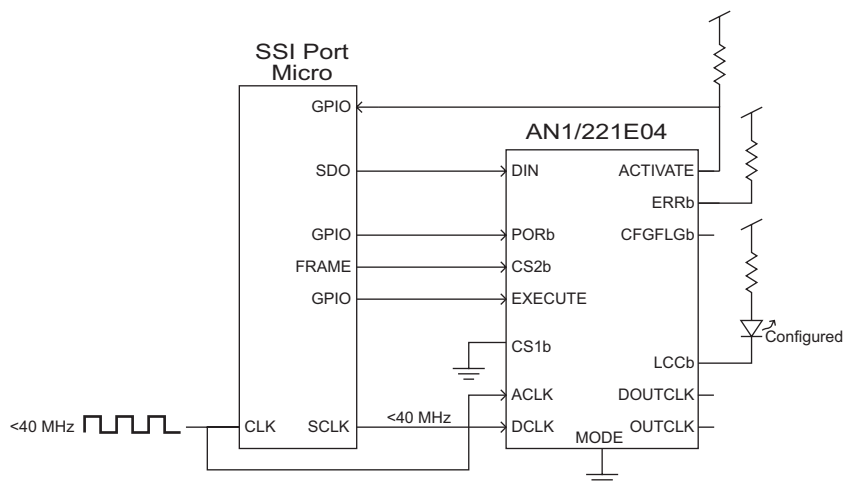 SSI Port
Micro
GPIO
AN1/221E04
SDO
DIN
ACTIVATE
ERRb
GPIO
PORb
CFGFLGb
FRAME
CS2b
GPIO
EXECUTE
Configured
CS1b
LCCb
ACLK
DOUTCLK
<40 MHz
CLK
SCLK
<40 MHz
DCLK
OUTCLK
MODE